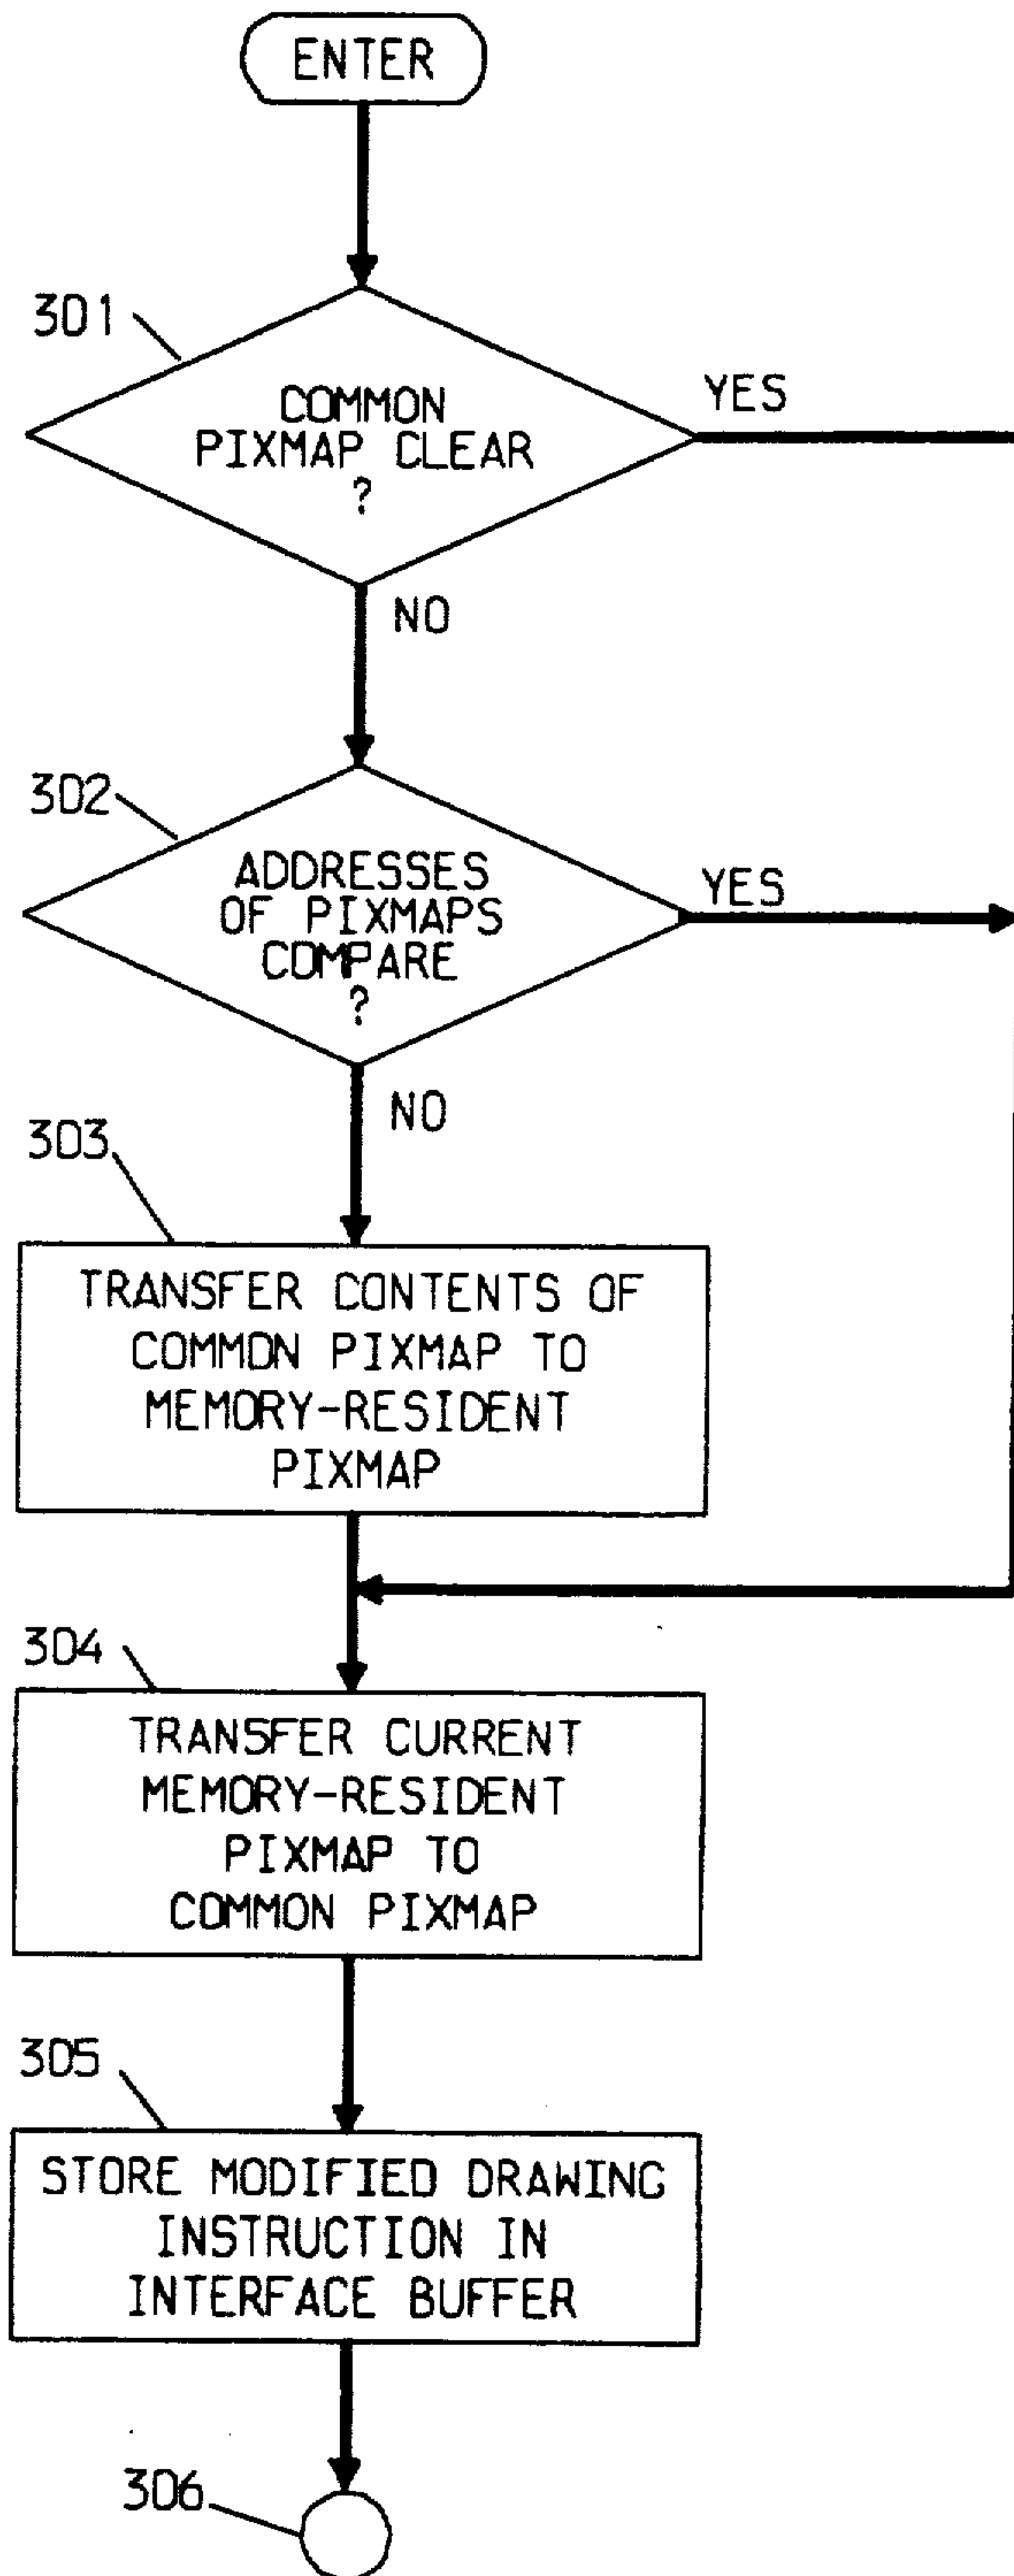 ENTER
301
COMMON
PIXMAP CLEAR
?
YES
NO
302
ADDRESSES
OF PIXMAPS
COMPARE
?
YES
NO
303
TRANSFER CONTENTS OF
COMMON PIXMAP TO
MEMORY-RESIDENT
PIXMAP
304
TRANSFER CURRENT
MEMORY-RESIDENT
PIXMAP TO
COMMON PIXMAP
305
STORE MODIFIED DRAWING
INSTRUCTION IN
INTERFACE BUFFER
306